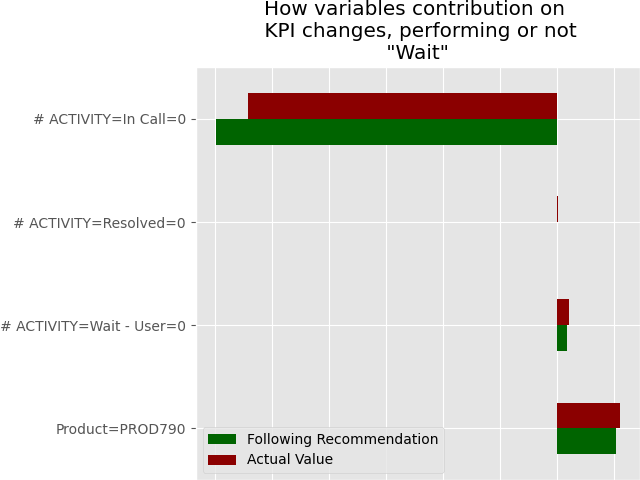 How variables contribution on
KPI changes, performing or not
"Wait"
# ACTIVITY=In Call=0
# ACTIVITY=Resolved=0
# ACTIVITY=Wait - User=0
Product=PROD790
Following Recommendation
Actual Value